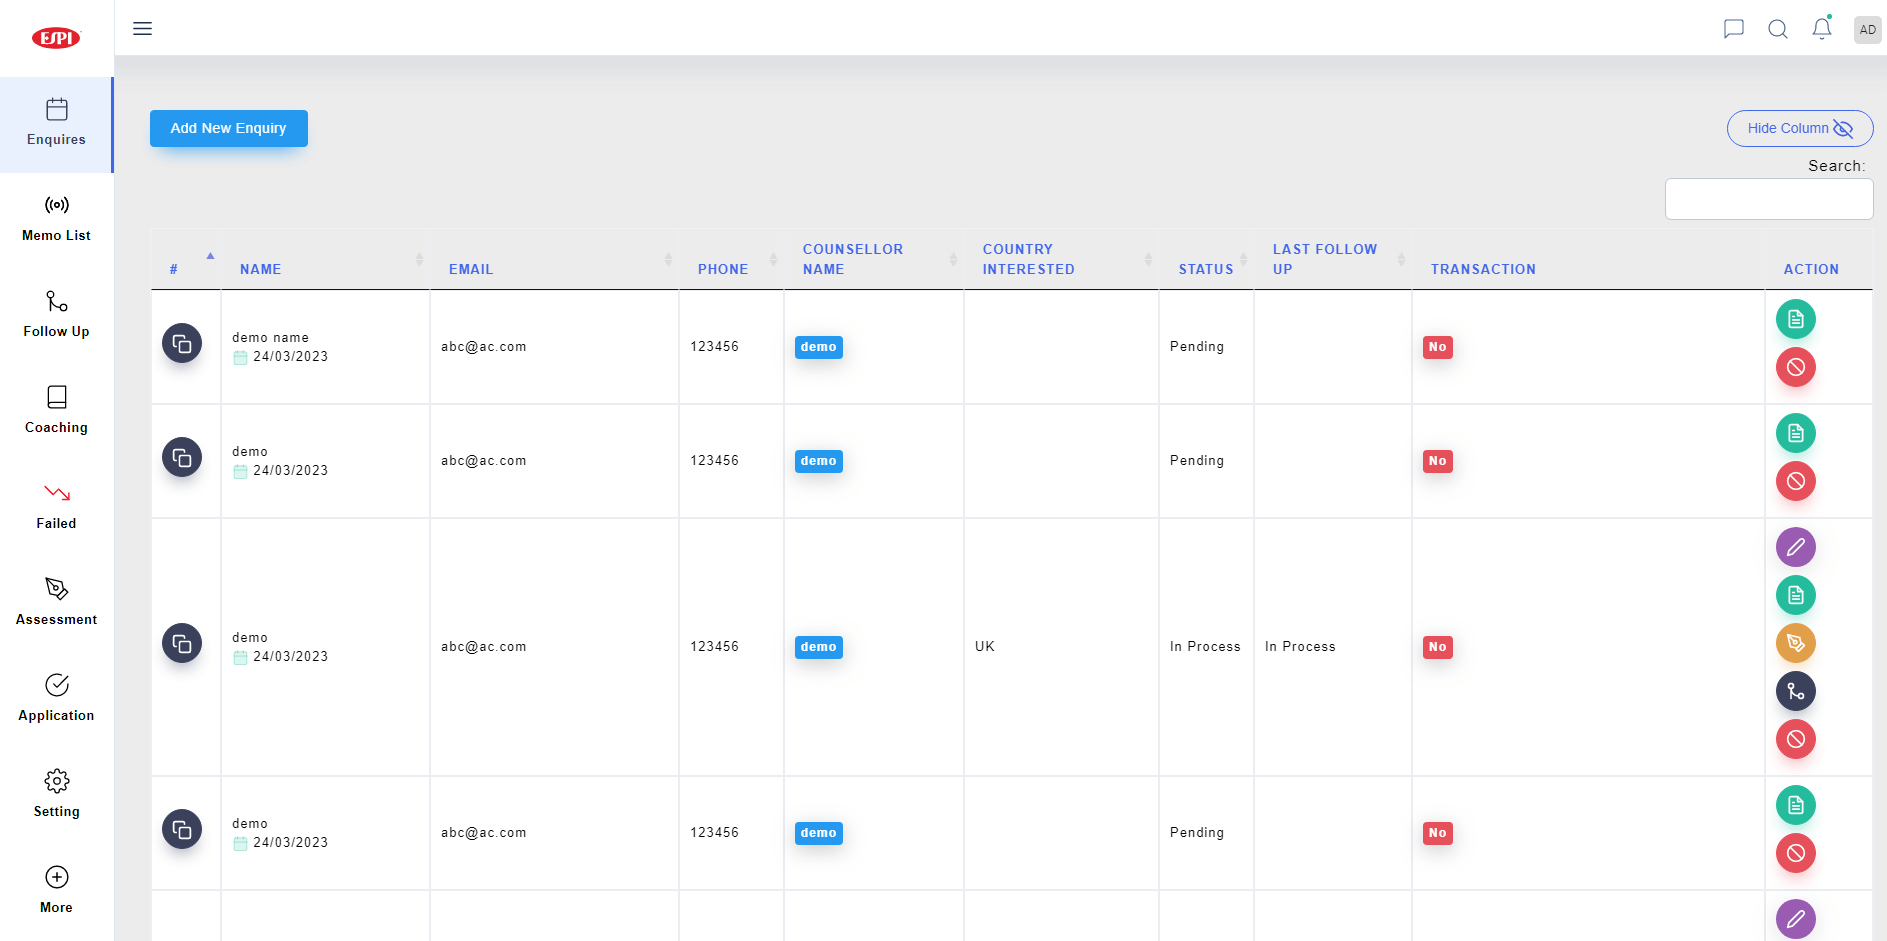 ESPI
AD
Enquires
Memo List
Follow Up
Coaching
Failed
Assessment
Application
Setting
More
Add New Enquiry
Hide Column
Search:
#
NAME
EMAIL
PHONE
COUNSELLOR
NAME
COUNTRY
INTERESTED
STATUS
LAST FOLLOW
UP
TRANSACTION
ACTION
demo name
24/03/2023
abc@ac.com
123456
demo
Pending
No
demo
24/03/2023
abc@ac.com
123456
demo
Pending
No
demo
24/03/2023
abc@ac.com
123456
demo
UK
In Process
In Process
No
demo
24/03/2023
abc@ac.com
123456
demo
Pending
No